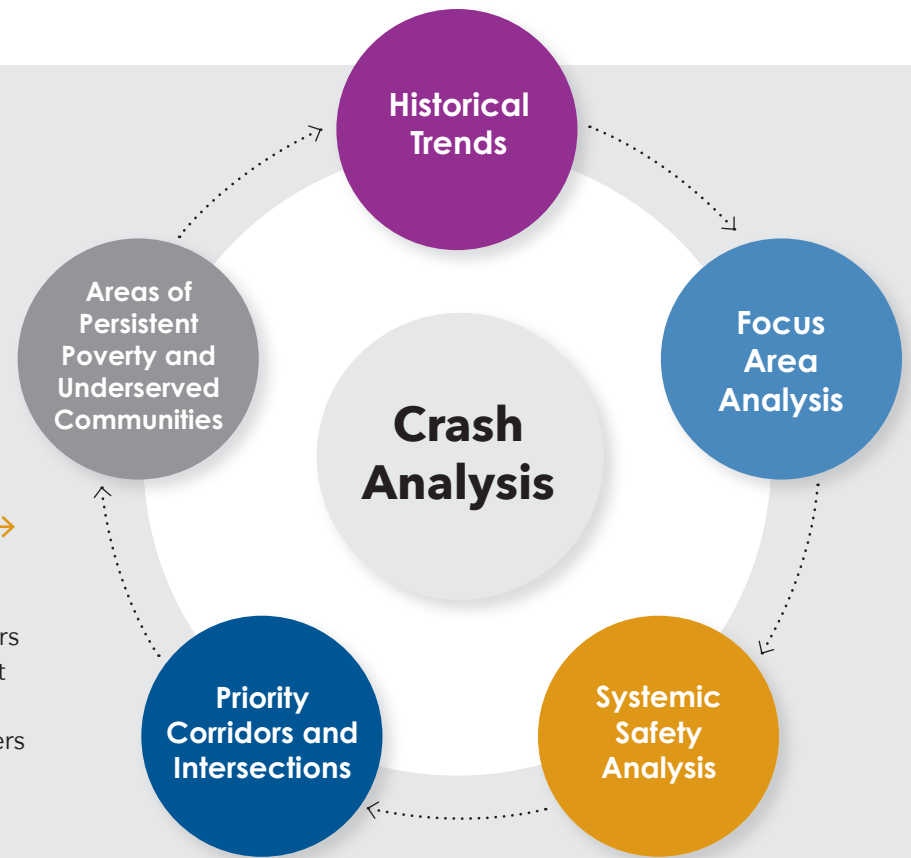 Historical
Trends
Focus
Area
Analysis
Systemic
Safety
Analysis
Priority
Corridors and
Intersections
Areas of
Persistent
Poverty and
Underserved
Communities
Crash
Analysis